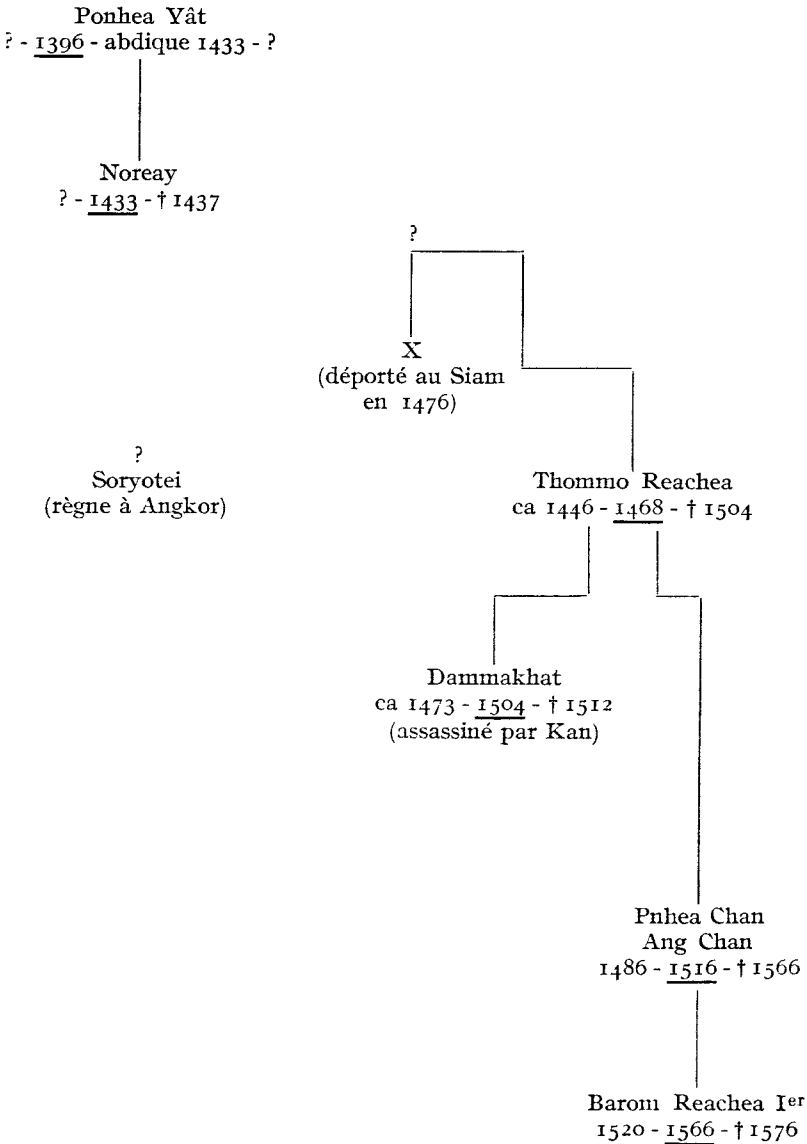 Ponhea Yât
? - 1396 - abdique 1433 - ?
Noreay
? - 1433 - † 1437
?
X
(déporté au Siam
en 1476)
?
Soryotei
(règne à Angkor)
Thommo Reachea
ca 1446 - 1468 - † 1504
Dammakhat
ca 1473 - 1504 - † 1512
(assassiné par Kan)
Pnhea Chan
Ang Chan
1486 - 1516 - † 1566
Barom Reachea Ier
1520 - 1566 - † 1576